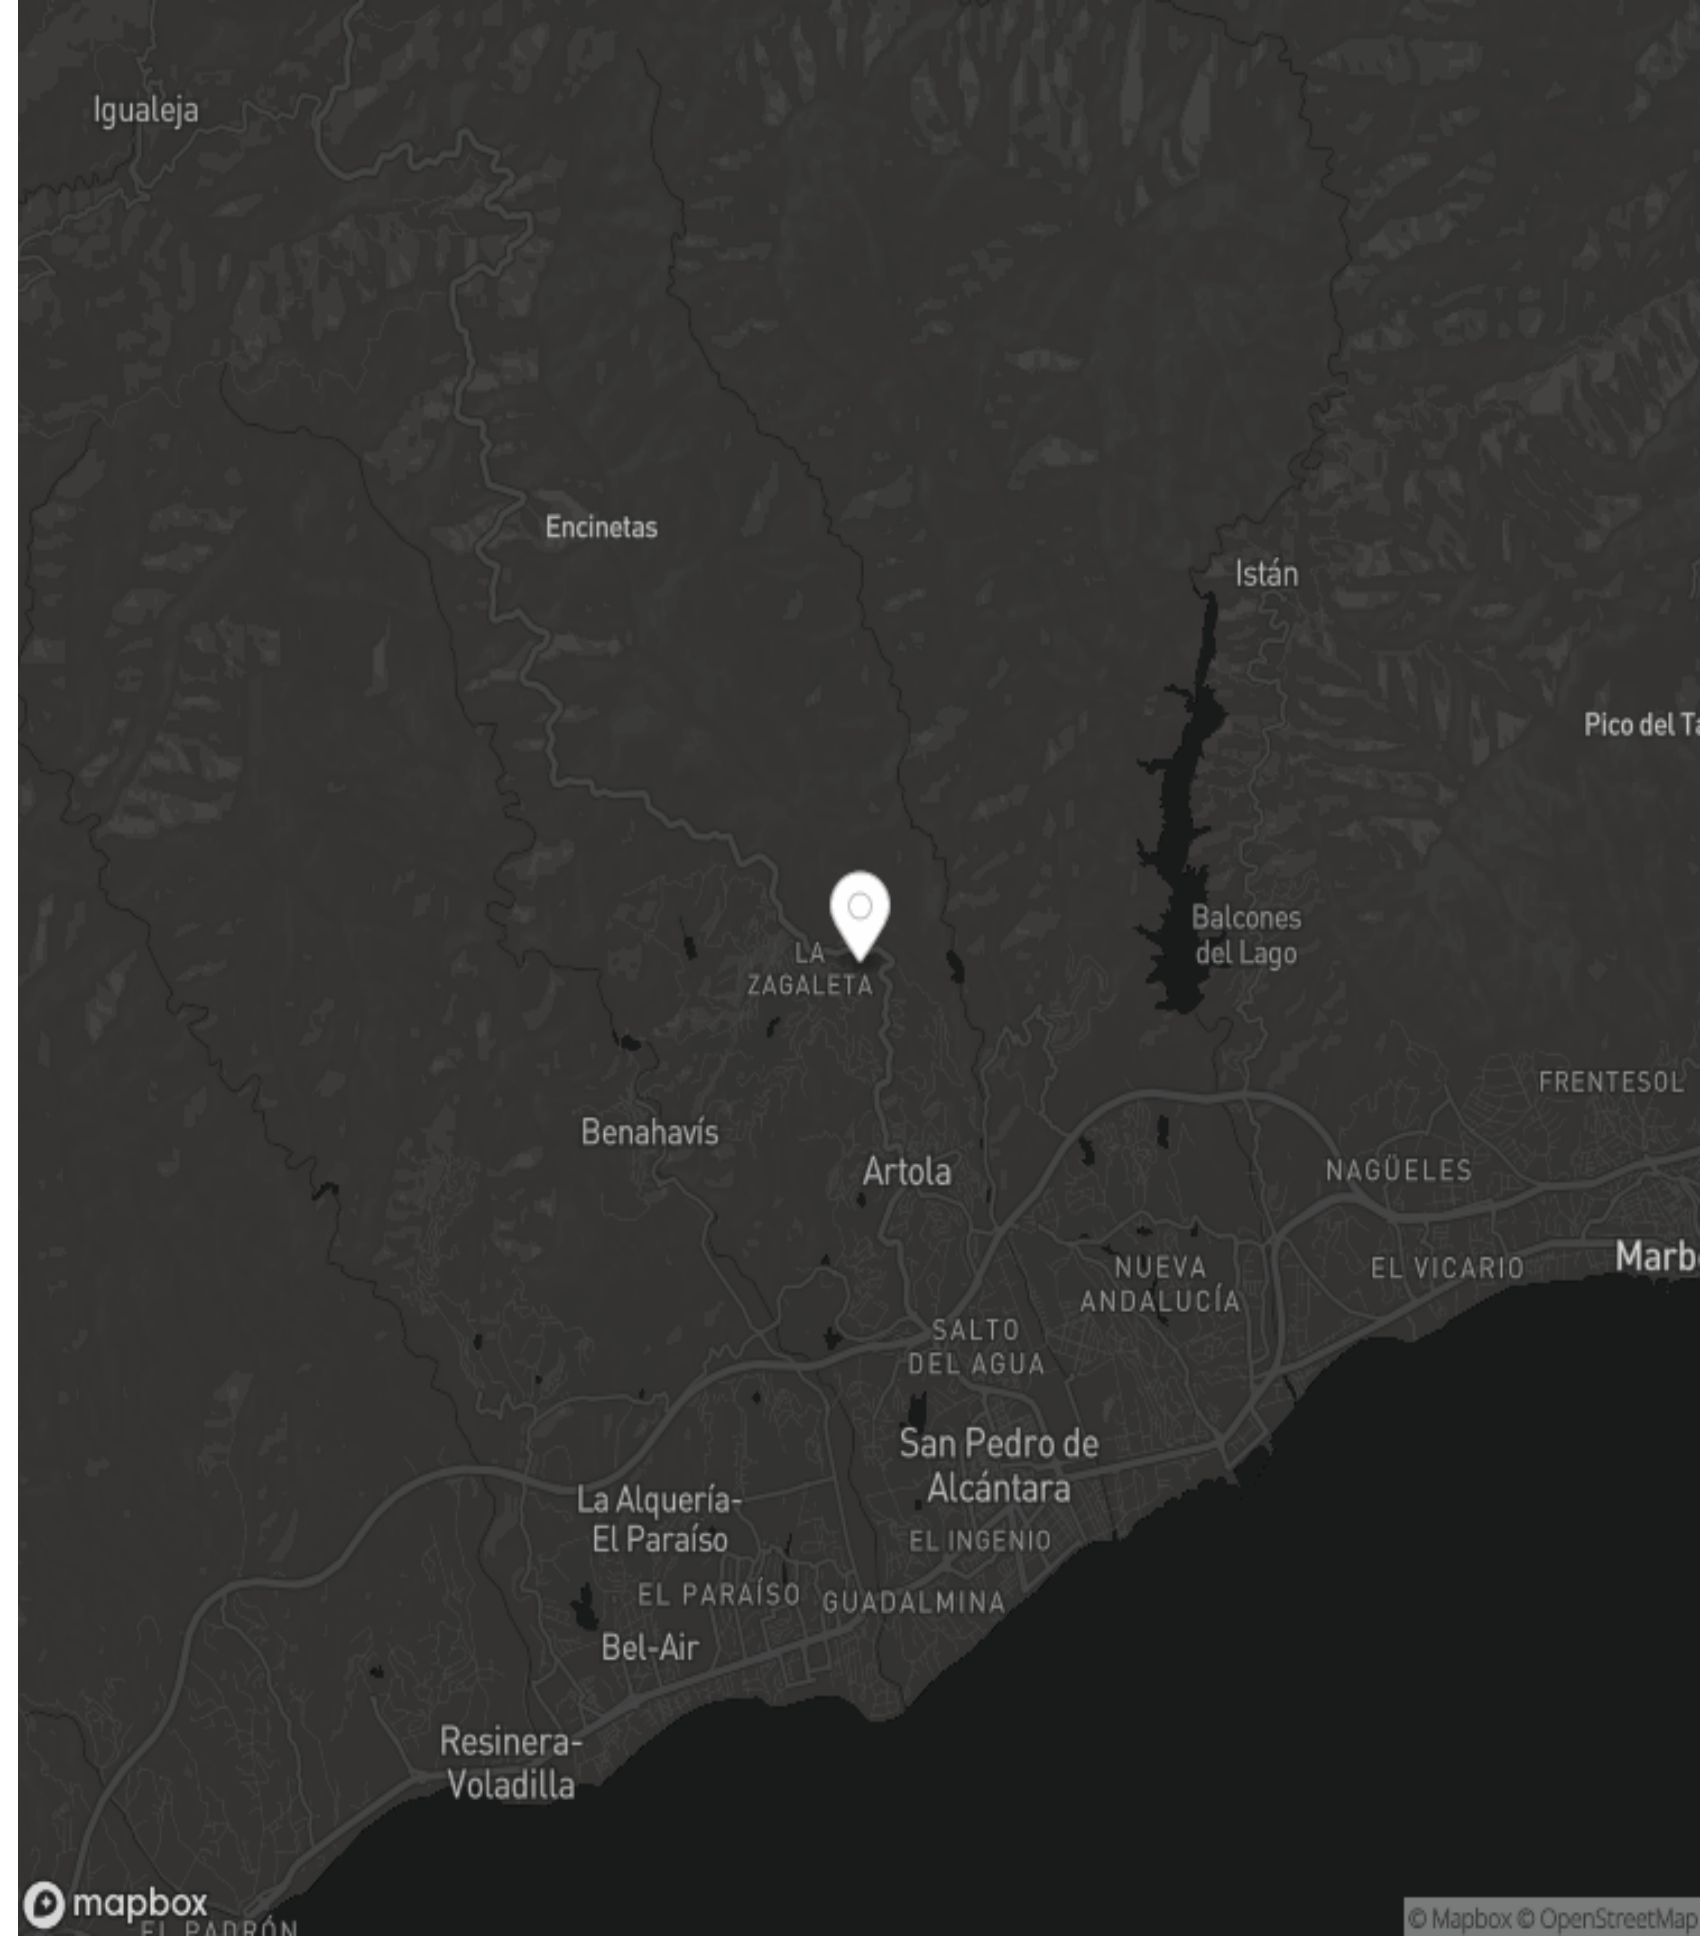 Igualeja
Encinetas
Istán
Pico del Ta
Balcones
del Lago
LA
ZAGALETA
FRENTESOL
Benahavís
Artola
NAGÜELES
NUEVA
ANDALUCÍA
EL VICARIO
Marb
SALTO
DEL AGUA
San Pedro de
Alcántara
La Alquería-
El Paraíso
EL INGENIO
EL PARAÍSO
GUADALMINA
Bel-Air
Resinera-
Voladilla
mapbox
EL PADRÓN
© Mapbox © OpenStreetMap